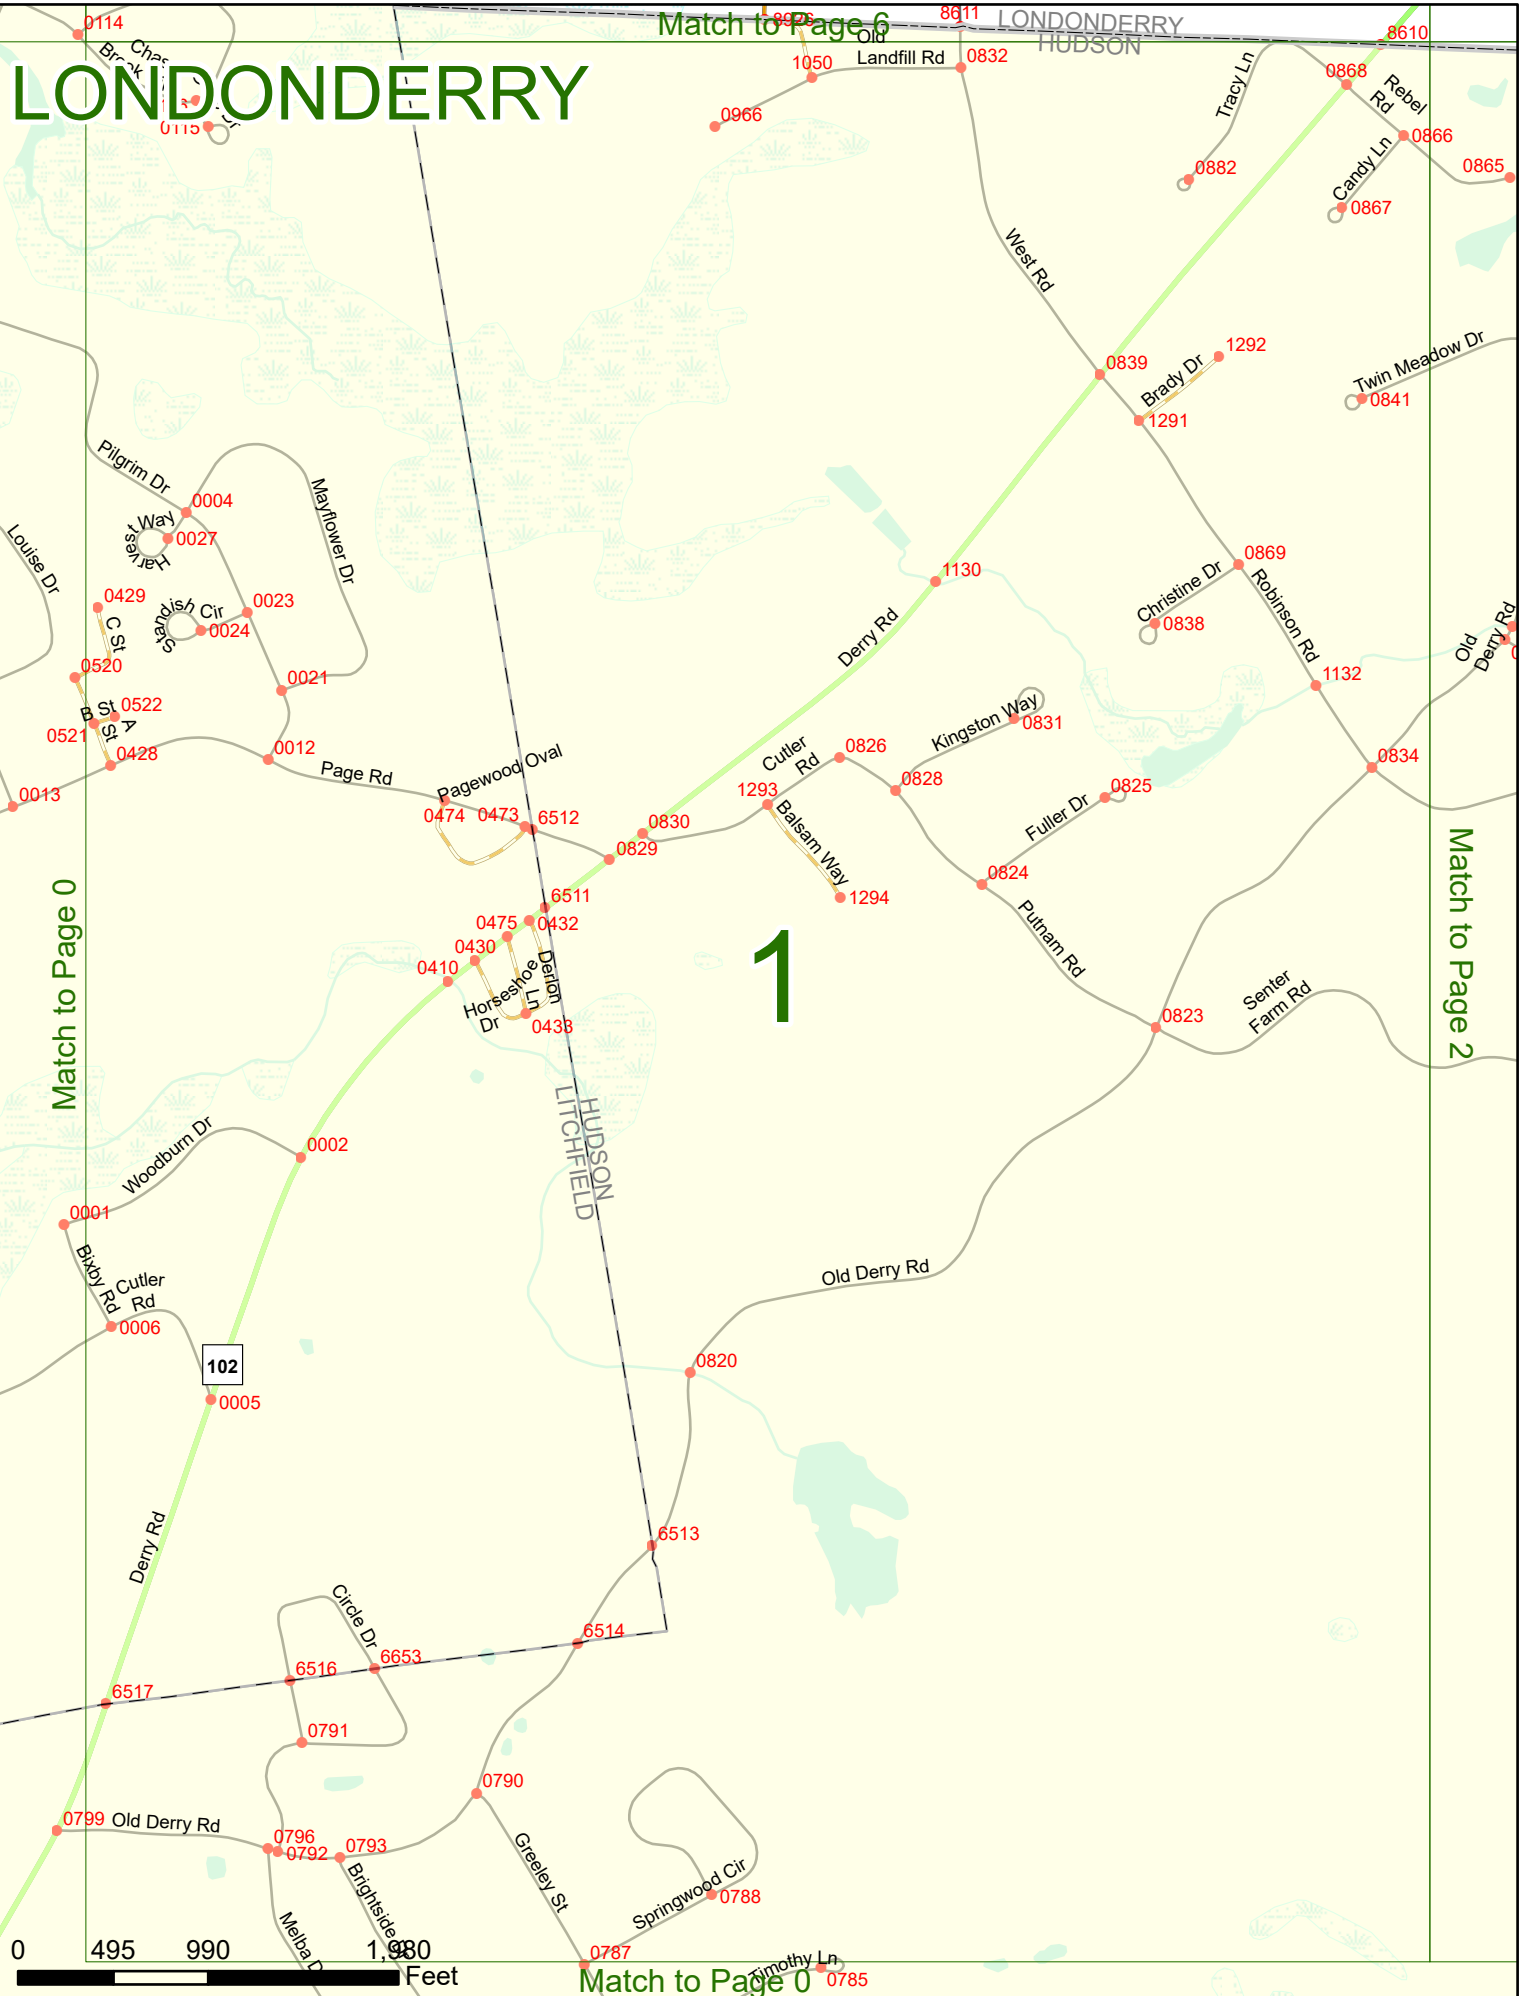 0114
8926
Match to Page 6
8611
LONDONDERRY
HUDSON
8610
Old
Landfill Rd
1050
0832
0868
Rebel
Rd
Tracy Ln
LONDONDERRY
0115
0966
0866
0882
Candy Ln
0867
0865
West Rd
1292
0839
Brady Dr
1291
Twin Meadow Dr
0841
Pilgrim Dr
0004
Mayflower Dr
Harvest Way
0027
Louise Dr
0429
C St
Standish Cir
0023
0024
1130
Christine Dr
0869
0838
Robinson Rd
Derry Rd
Old
Derry Rd
0520
0021
B St
0522
0521
A
St
0428
0012
Page Rd
Pagewood Oval
0013
0474
0473
6512
0830
0829
Cutler
Rd
0826
1293
Balsam Way
1294
Kingston Way
0831
0828
0825
Fuller Dr
0824
1132
0834
Match to Page 0
Match to Page 2
6511
0475
0432
0430
0410
Horseshoe
Dr
Derlon
Ln
0433
1
Putnam Rd
0823
Senter
Farm Rd
HUDSON
LITCHFIELD
Woodburn Dr
0002
0001
Bixby Rd
Cutler
Rd
0006
102
0005
Old Derry Rd
0820
Derry Rd
6513
Circle Dr
6514
6516
6653
6517
0791
0790
0799
Old Derry Rd
0796
0792
0793
Greeley St
Springwood Cir
0788
Brightside
Melba D
0787
Timothy Ln
0785
0
495
990
1,980
Feet
Match to Page 0